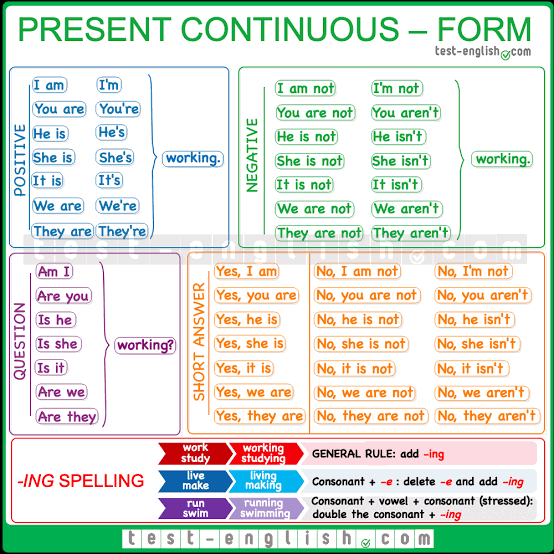 PRESENT CONTINUOUS – FORM
test-english.com
POSITIVE
I am I'm
You are You're
He is He's
She is She's
It is It's
We are We're
They are They're
working.
NEGATIVE
I am not I'm not
You are not You aren't
He is not He isn't
She is not She isn't
It is not It isn't
We are not We aren't
They are not They aren't
working.
test-english.com
QUESTION
Am I
Are you
Is he
Is she
Is it
Are we
Are they
working?
SHORT ANSWER
Yes, I am No, I am not No, I'm not
Yes, you are No, you are not No, you aren't
Yes, he is No, he is not No, he isn't
Yes, she is No, she is not No, she isn't
Yes, it is No, it is not No, it isn't
Yes, we are No, we are not No, we aren't
Yes, they are No, they are not No, they aren't
-ING SPELLING
work working
study studying
GENERAL RULE: add -ing
live living
make making
Consonant + -e : delete -e and add -ing
run running
swim swimming
Consonant + vowel + consonant (stressed):
double the consonant + -ing
test-english.com